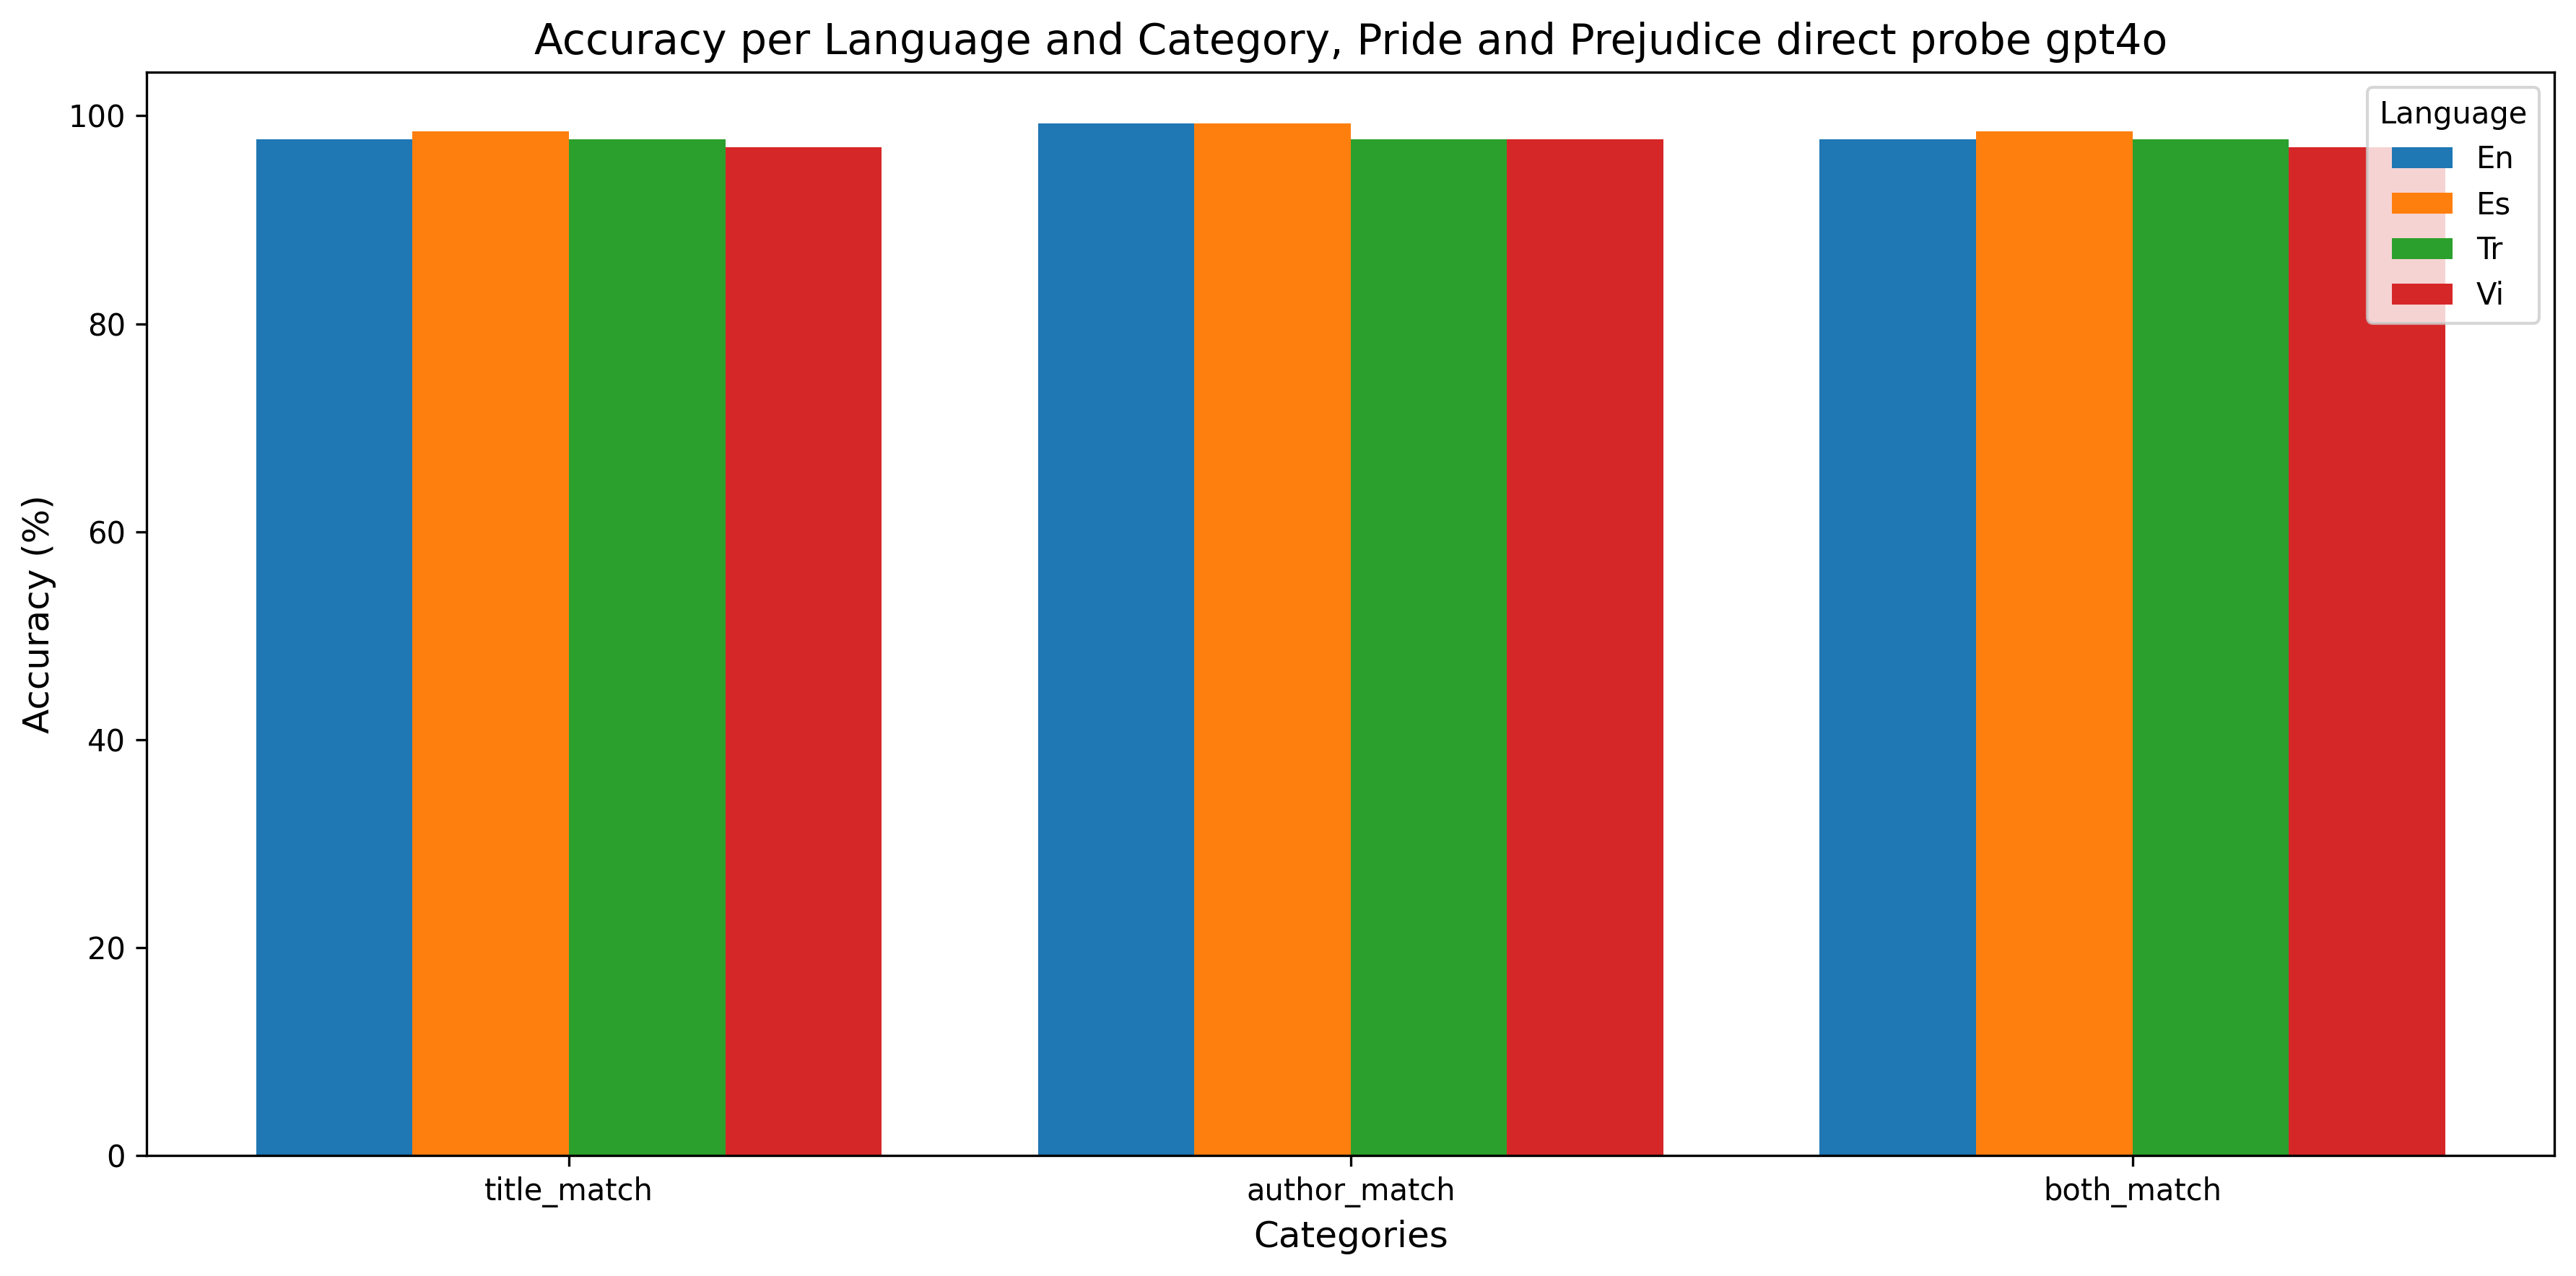 Accuracy per Language and Category, Pride and Prejudice direct probe gpt4o
Language
En
Es
Tr
Vi
Accuracy (%)
100
80
60
40
20
0
title_match
author_match
both_match
Categories